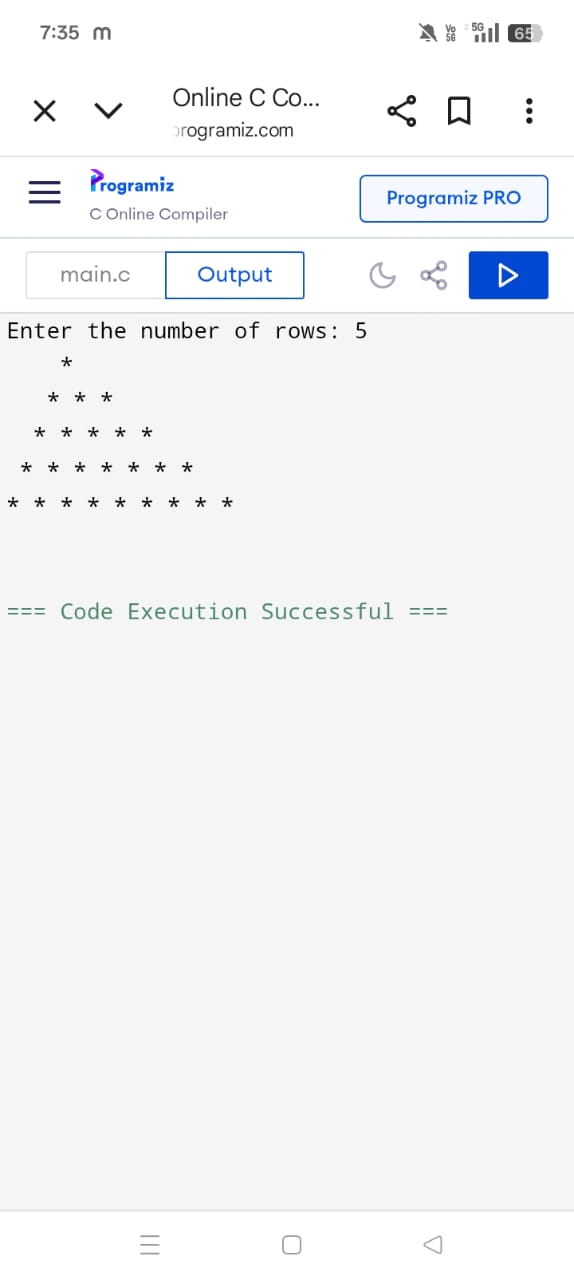 7:35 m
Vo 5G 5G 65
Online C Co...
programiz.com
Programiz
C Online Compiler
Programiz PRO
main.c
Output
Enter the number of rows: 5
    *
   * * *
  * * * * *
 * * * * * * *
* * * * * * * * *
=== Code Execution Successful ===